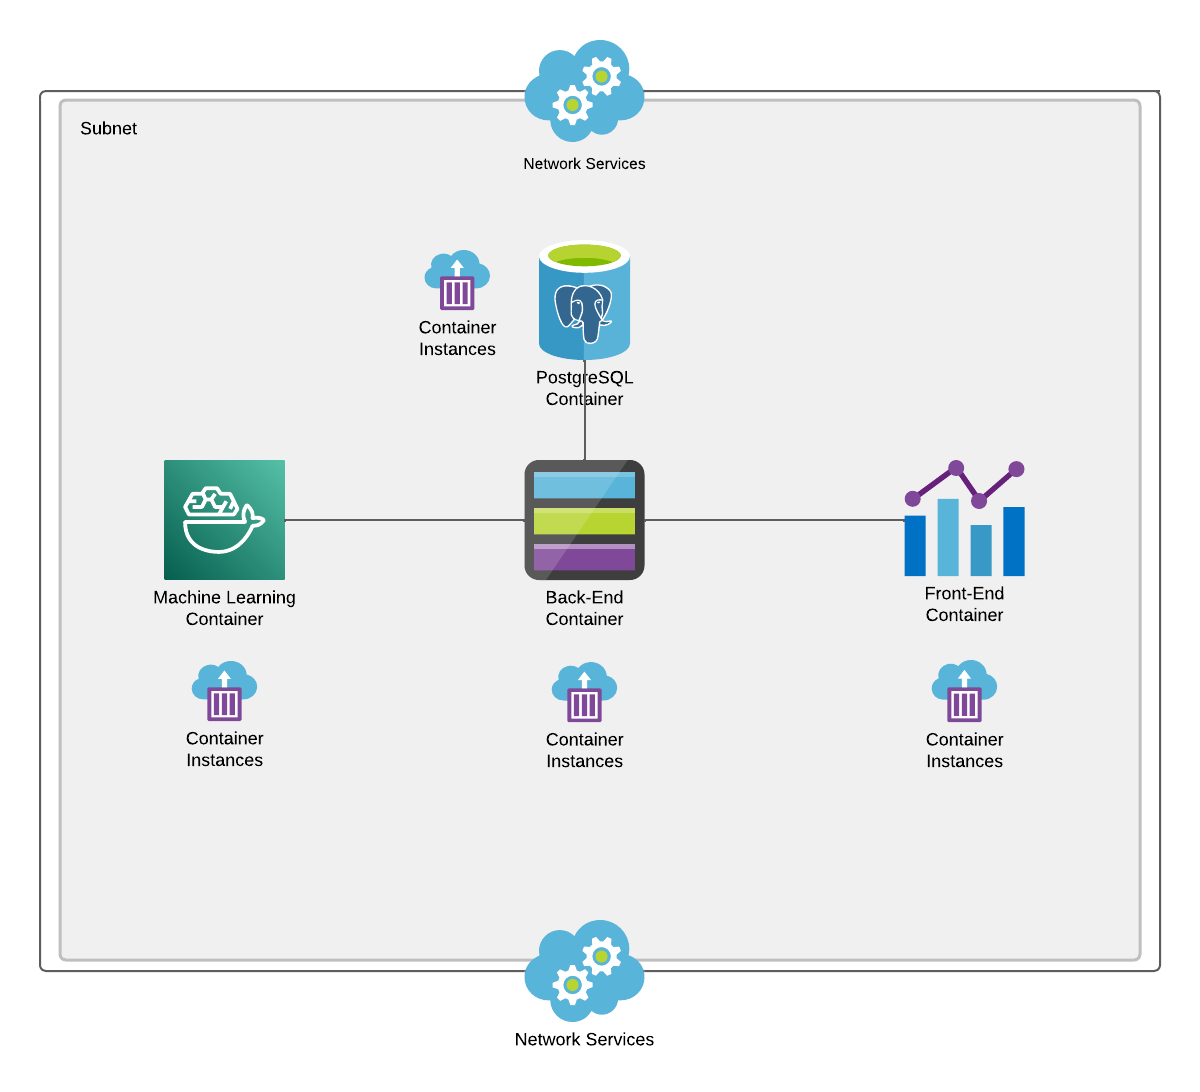 Subnet
Network Services
Container
Instances
PostgreSQL
Container
Machine Learning
Container
Back-End
Container
Front-End
Container
Container
Instances
Container
Instances
Container
Instances
Network Services